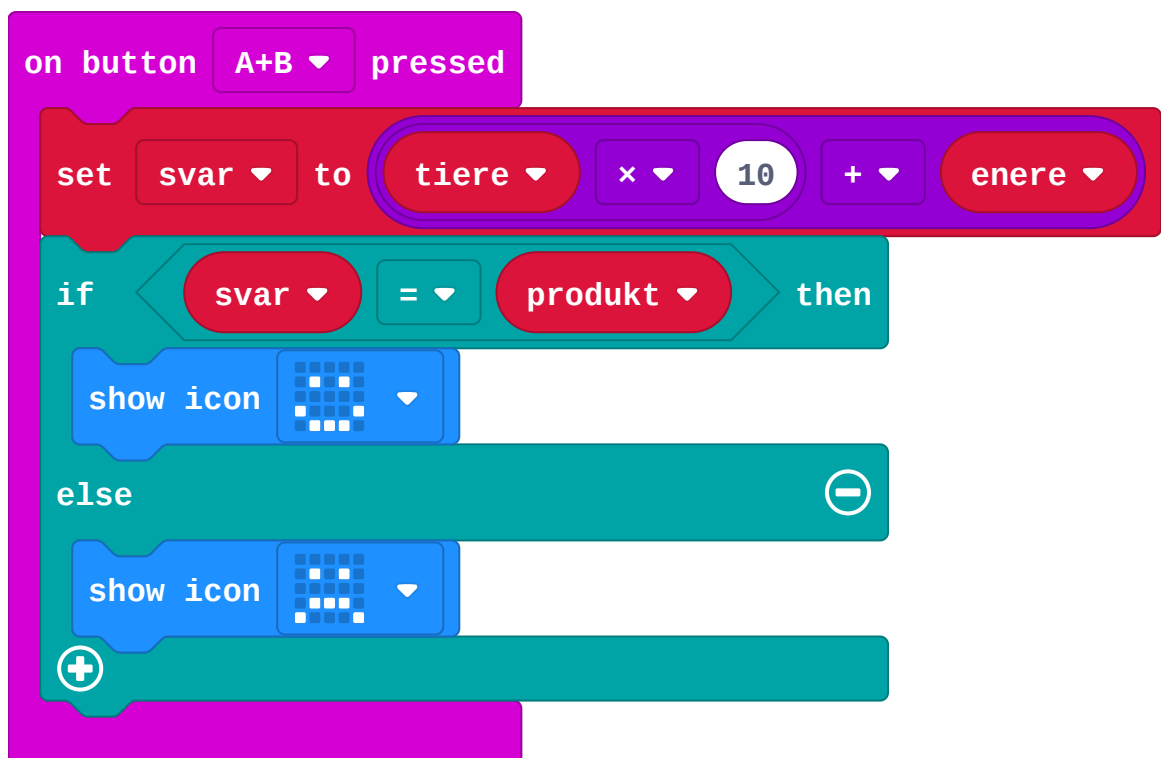 on button A+B pressed
set svar to tiere × 10 + enere
if svar = produkt then
show icon
else
show icon